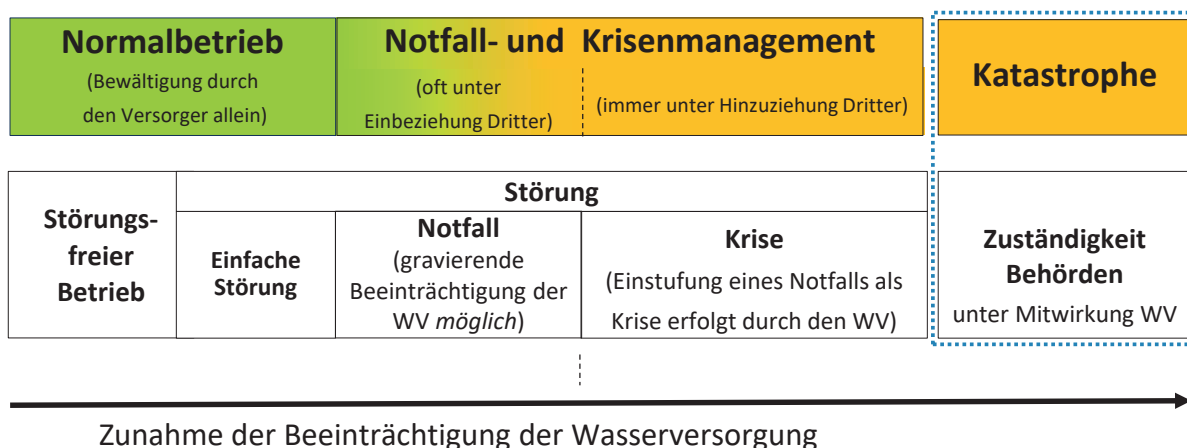 Normalbetrieb
(Bewältigung durch
den Versorger allein)
Notfall- und Krisenmanagement
(oft unter
Einbeziehung Dritter)
(immer unter Hinzuziehung Dritter)
Katastrophe
Störungs-
freier
Betrieb
Störung
Einfache
Störung
Notfall
(gravierende
Beeinträchtigung der
WV möglich)
Krise
(Einstufung eines Notfalls als
Krise erfolgt durch den WV)
Zuständigkeit
Behörden
unter Mitwirkung WV
Zunahme der Beeinträchtigung der Wasserversorgung